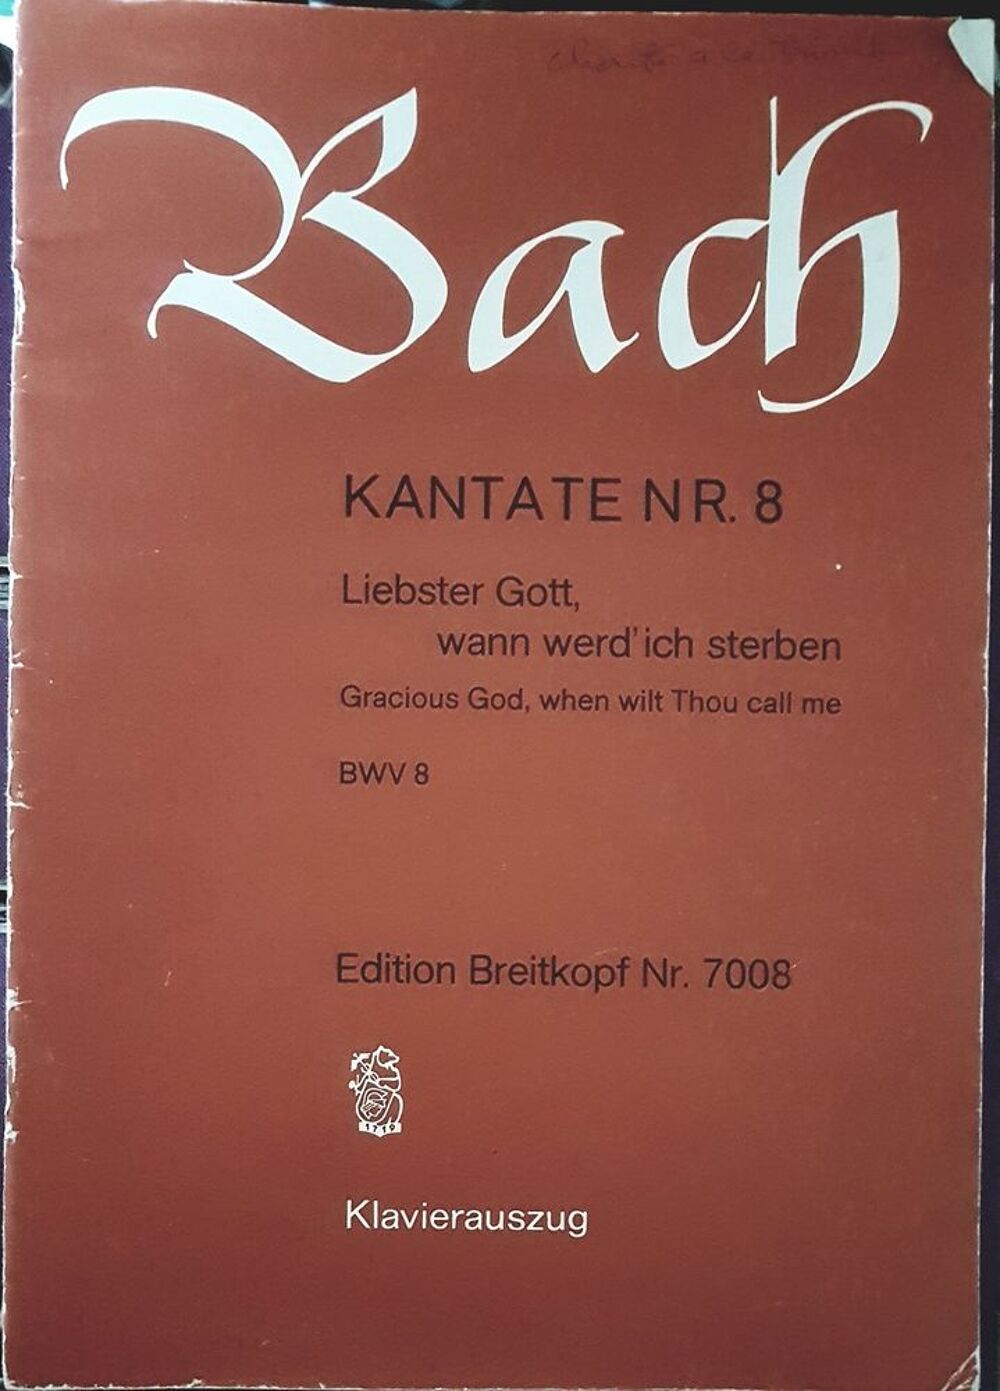 Bach
KANTATE NR. 8
Liebster Gott,
wann werd' ich sterben
Gracious God, when wilt Thou call me
BWV 8
Edition Breitkopf Nr. 7008
1719
Klavierauszug